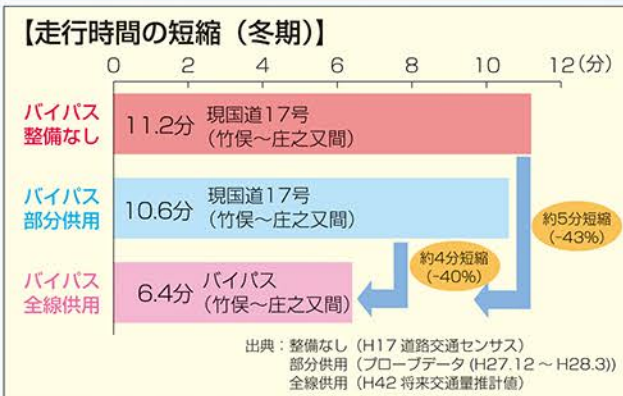 【走行時間の短縮（冬期）】
0 2 4 6 8 10 12（分）
バイパス
整備なし
11.2分
現国道17号
（竹俣～庄之又間）
バイパス
部分供用
10.6分
現国道17号
（竹俣～庄之又間）
約5分短縮
（-43%）
約4分短縮
（-40%）
バイパス
全線供用
6.4分
バイパス
（竹俣～庄之又間）
出典：整備なし（H17 道路交通センサス）
部分供用（プローブデータ（H27.12 ～ H28.3））
全線供用（H42 将来交通量推計値）